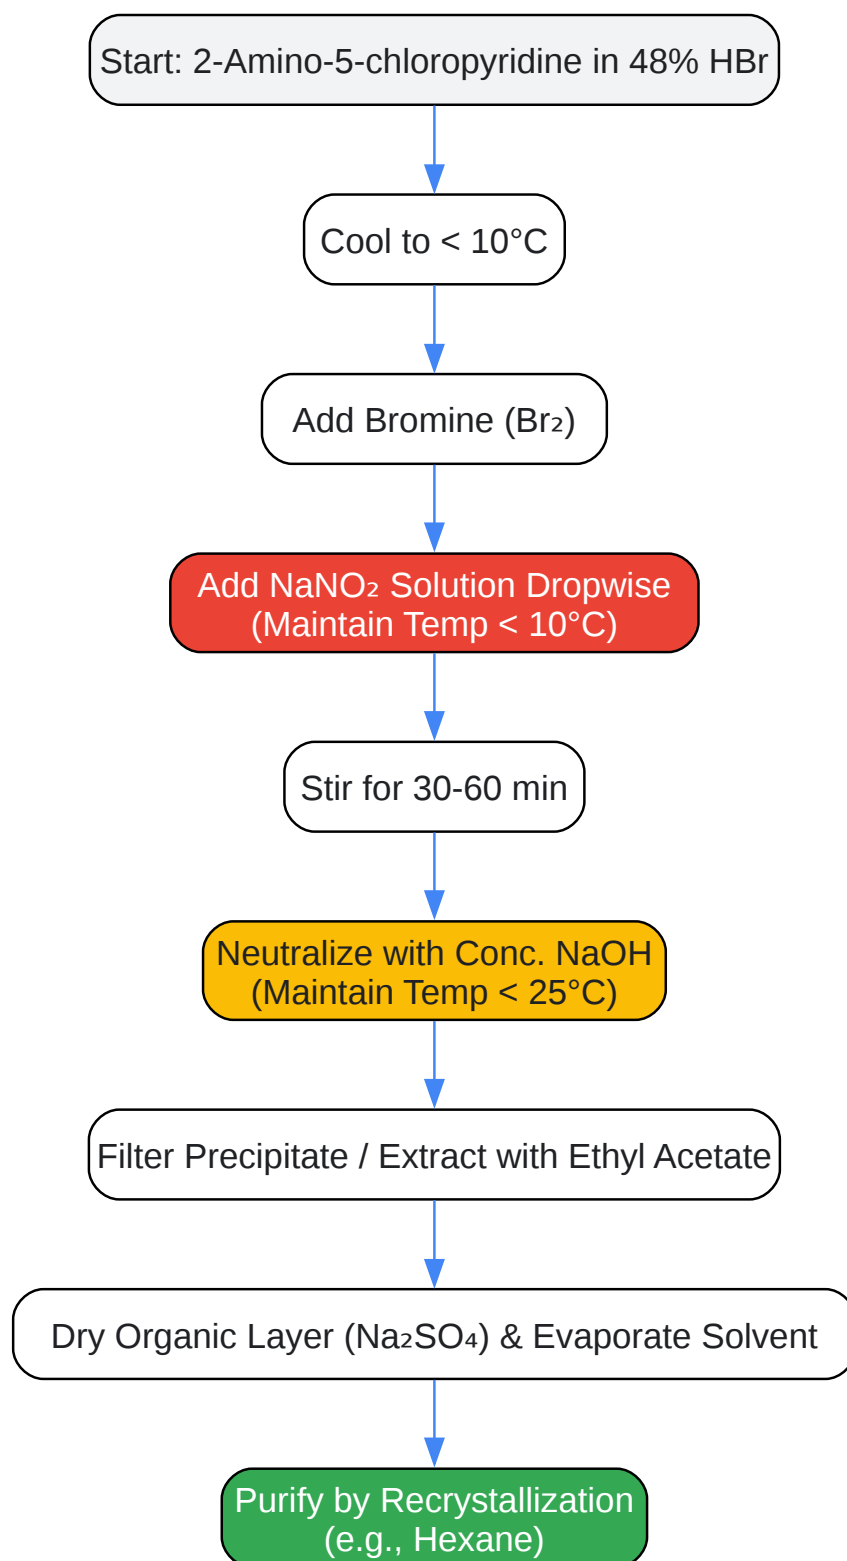 Start: 2-Amino-5-chloropyridine in 48% HBr
Cool to < 10°C
Add Bromine (Br₂)
Add NaNO₂ Solution Dropwise
(Maintain Temp < 10°C)
Stir for 30-60 min
Neutralize with Conc. NaOH
(Maintain Temp < 25°C)
Filter Precipitate / Extract with Ethyl Acetate
Dry Organic Layer (Na₂SO₄) & Evaporate Solvent
Purify by Recrystallization
(e.g., Hexane)